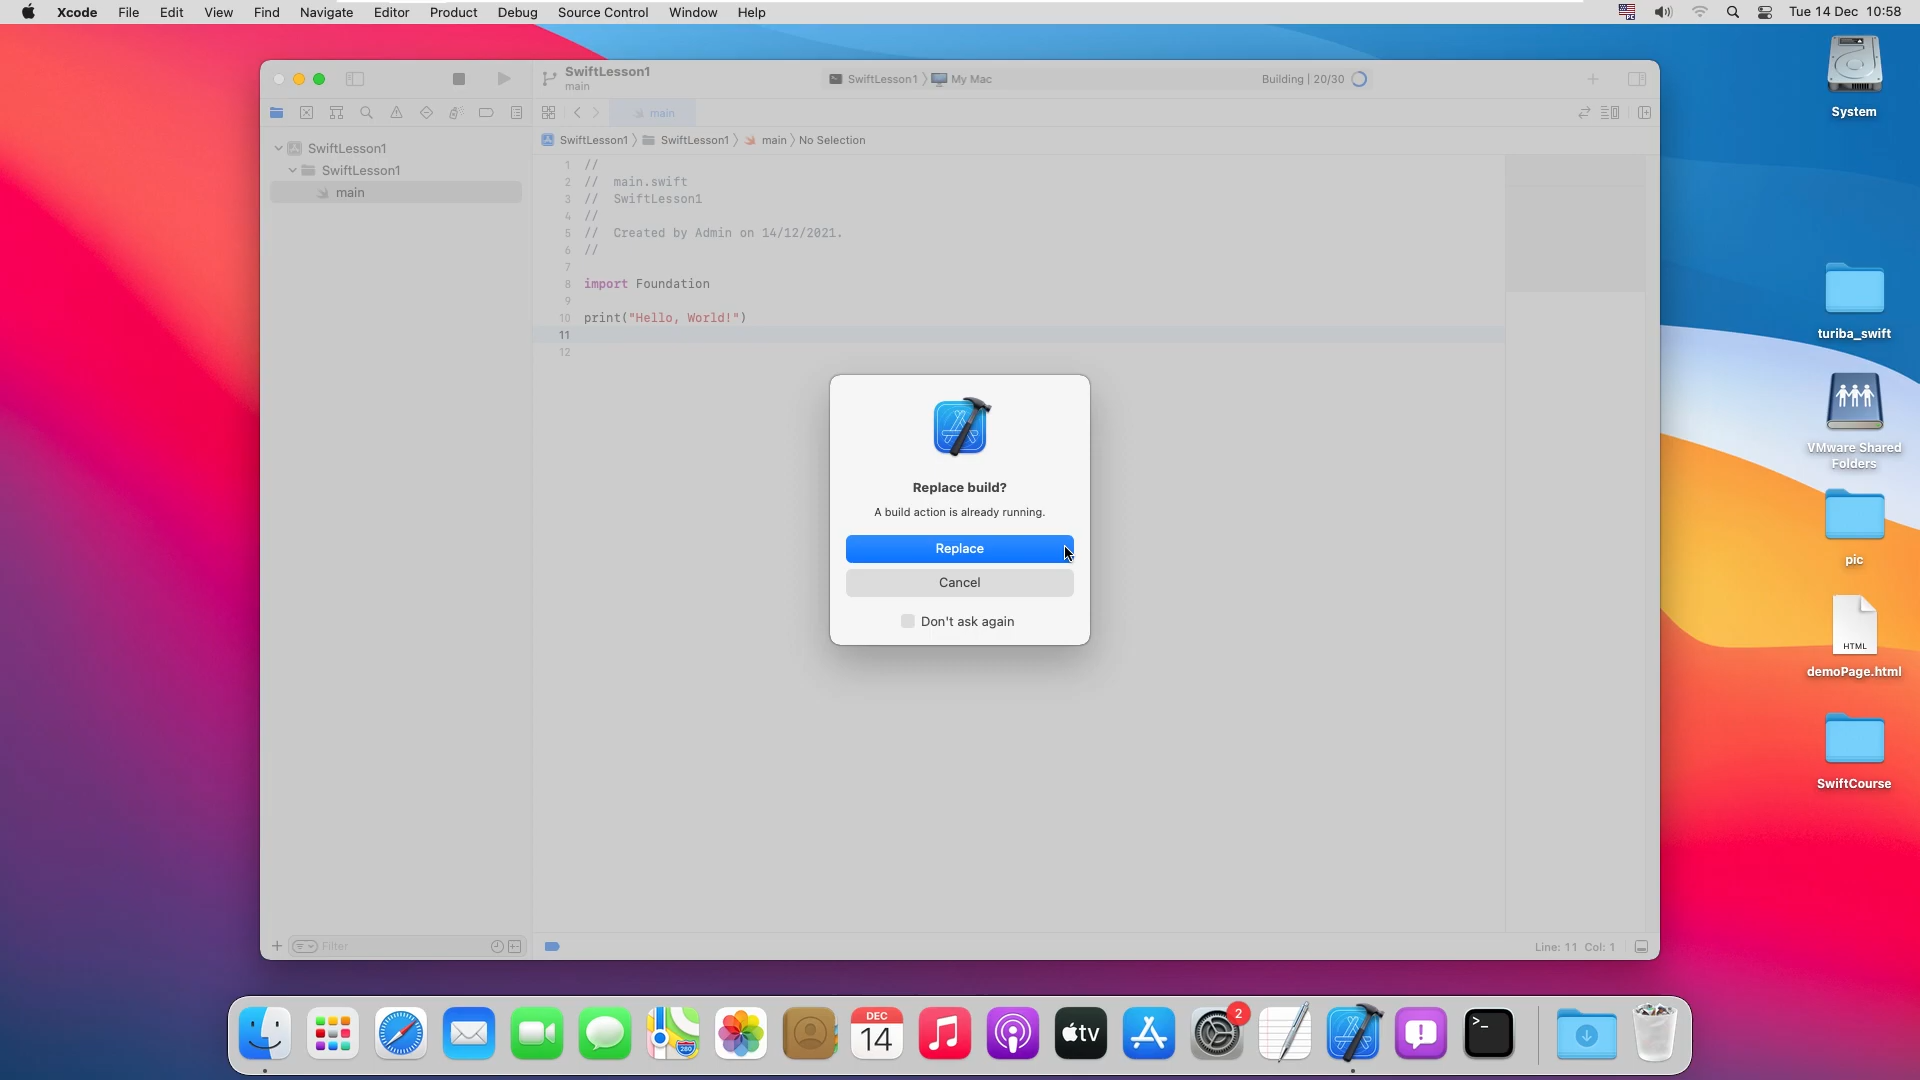 Xcode File Edit View Find Navigate Editor Product Debug Source Control Window Help
Tue 14 Dec 10:58
SwiftLesson1
main
SwiftLesson1 My Mac
Building | 20/30
main
SwiftLesson1 SwiftLesson1 main No Selection
SwiftLesson1
SwiftLesson1
main
1 //
2 // main.swift
3 // SwiftLesson1
4 //
5 // Created by Admin on 14/12/2021.
6 //
7
8 import Foundation
9
10 print("Hello, World!")
11
12
Replace build?
A build action is already running.
Replace
Cancel
Don't ask again
Filter
Line: 11 Col: 1
System
turiba_swift
VMware Shared
Folders
pic
HTML
demoPage.html
SwiftCourse
280
DEC
14
tv
2
>_